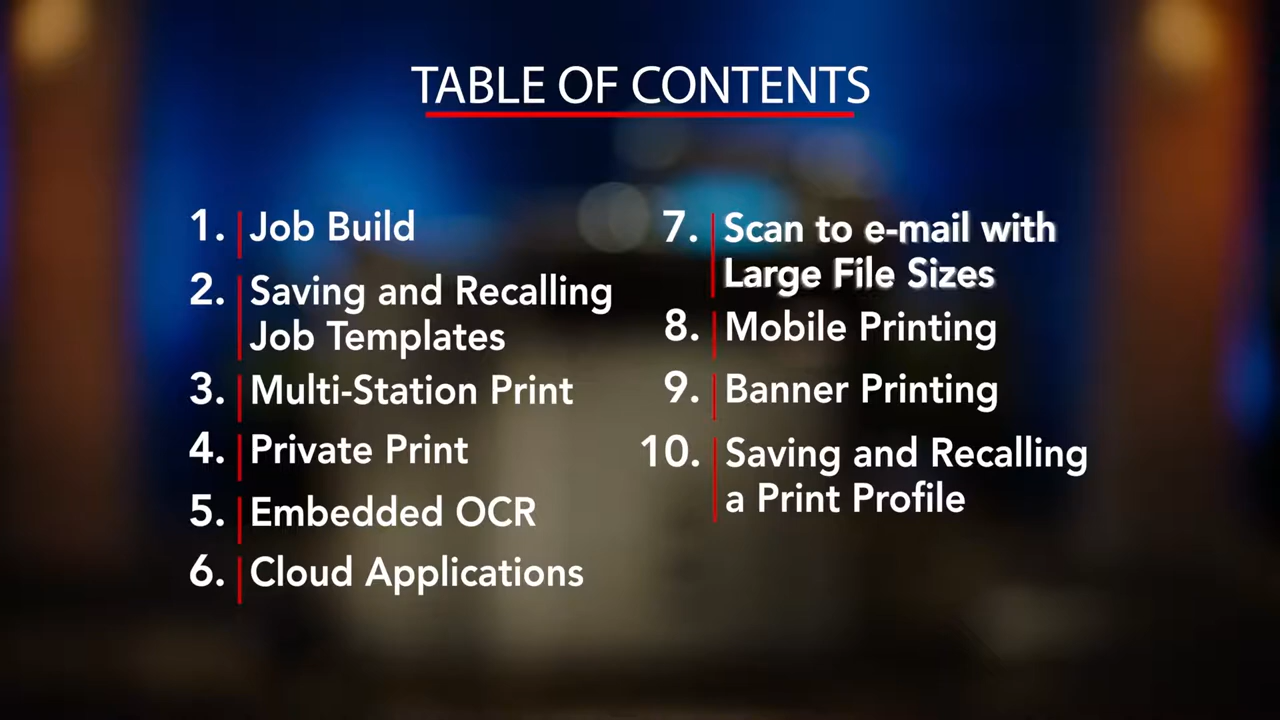 TABLE OF CONTENTS
1. Job Build
2. Saving and Recalling
Job Templates
3. Multi-Station Print
4. Private Print
5. Embedded OCR
6. Cloud Applications
7. Scan to e-mail with
Large File Sizes
8. Mobile Printing
9. Banner Printing
10. Saving and Recalling
a Print Profile